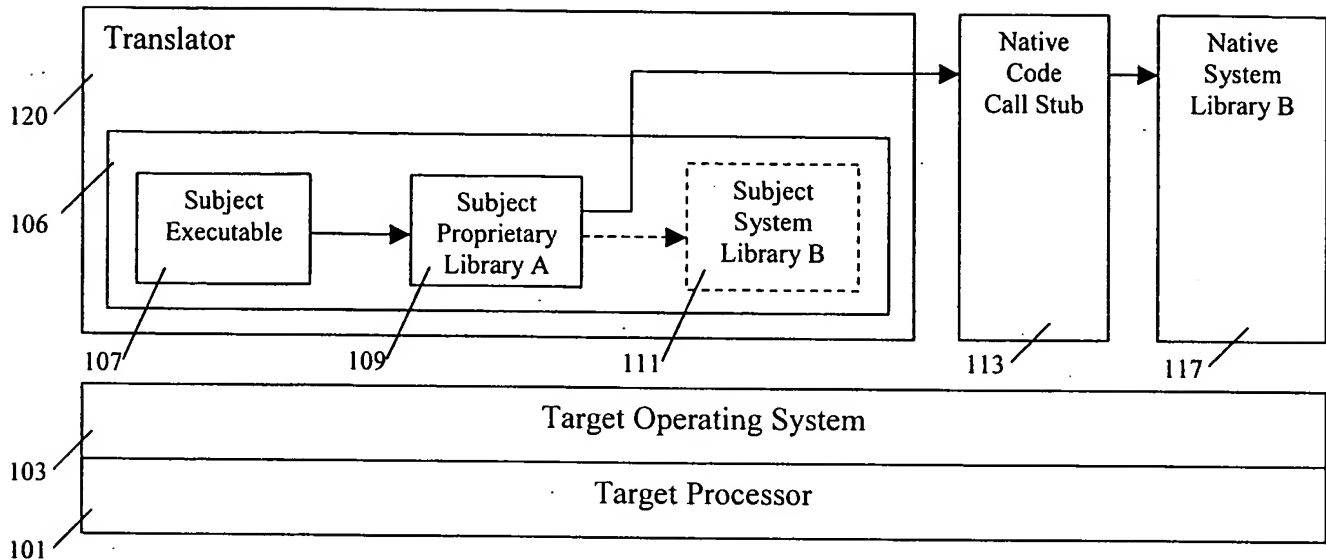 Translator
Native
Code
Call Stub
Native
System
Library B
120
106
Subject
Executable
Subject
Proprietary
Library A
Subject
System
Library B
107
109
111
113
117
Target Operating System
103
Target Processor
101